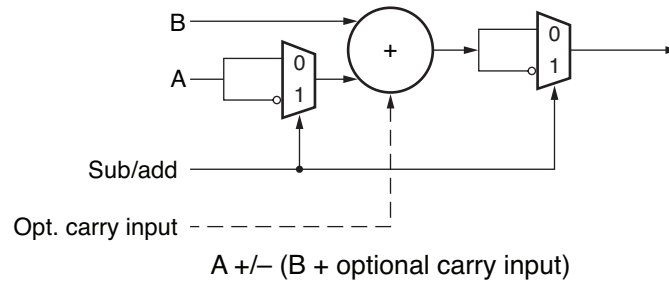 B
+
0
1
A
0
1
Sub/add
Opt. carry input
A +/– (B + optional carry input)